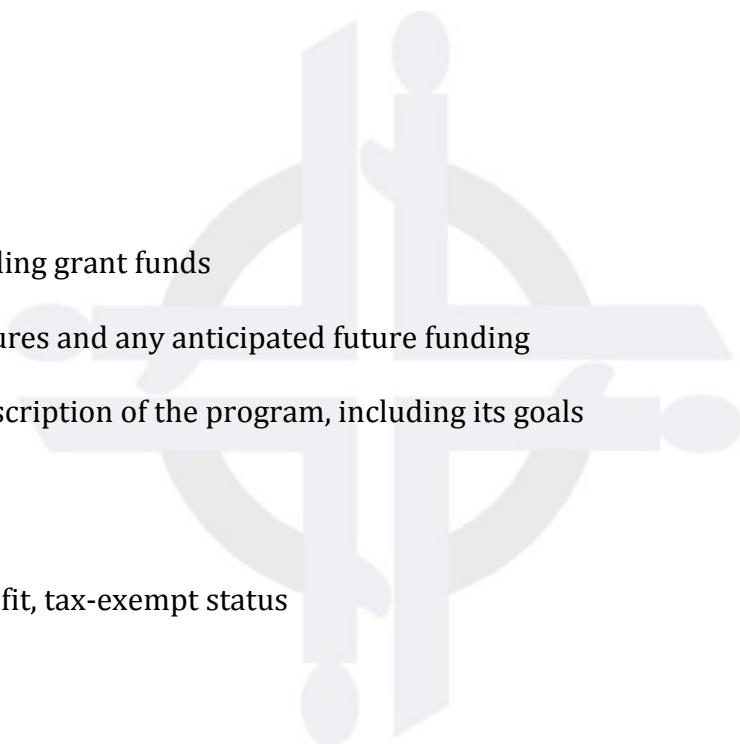 ling grant funds
ures and any anticipated future funding
scription of the program, including its goals
fit, tax-exempt status